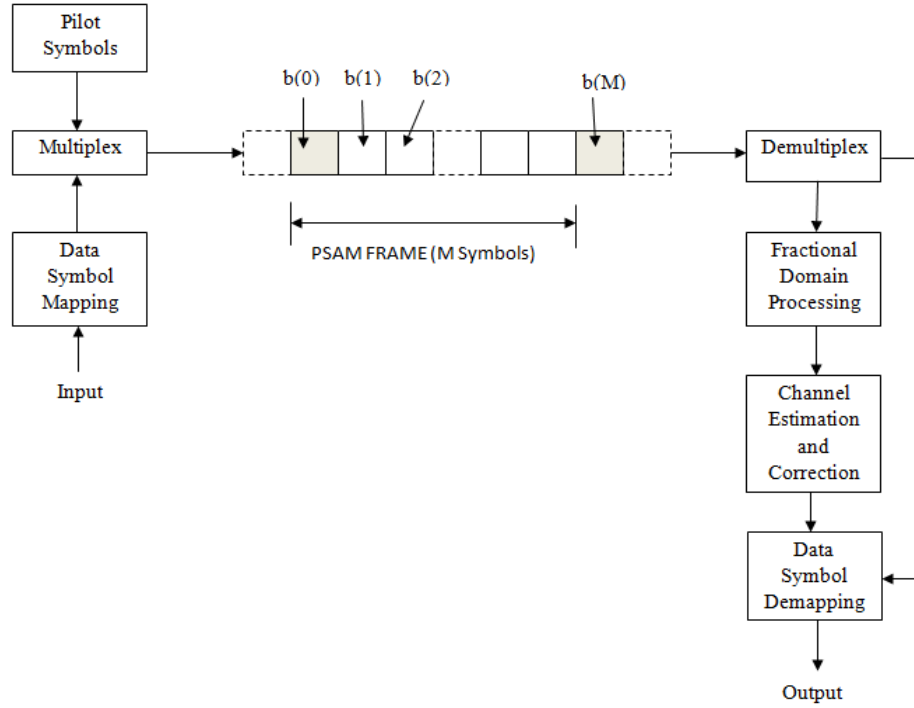 Pilot
Symbols
Multiplex
Data
Symbol
Mapping
Input
b(0)
b(1)
b(2)
b(M)
PSAM FRAME (M Symbols)
Demultiplex
Fractional
Domain
Processing
Channel
Estimation
and
Correction
Data
Symbol
Demapping
Output